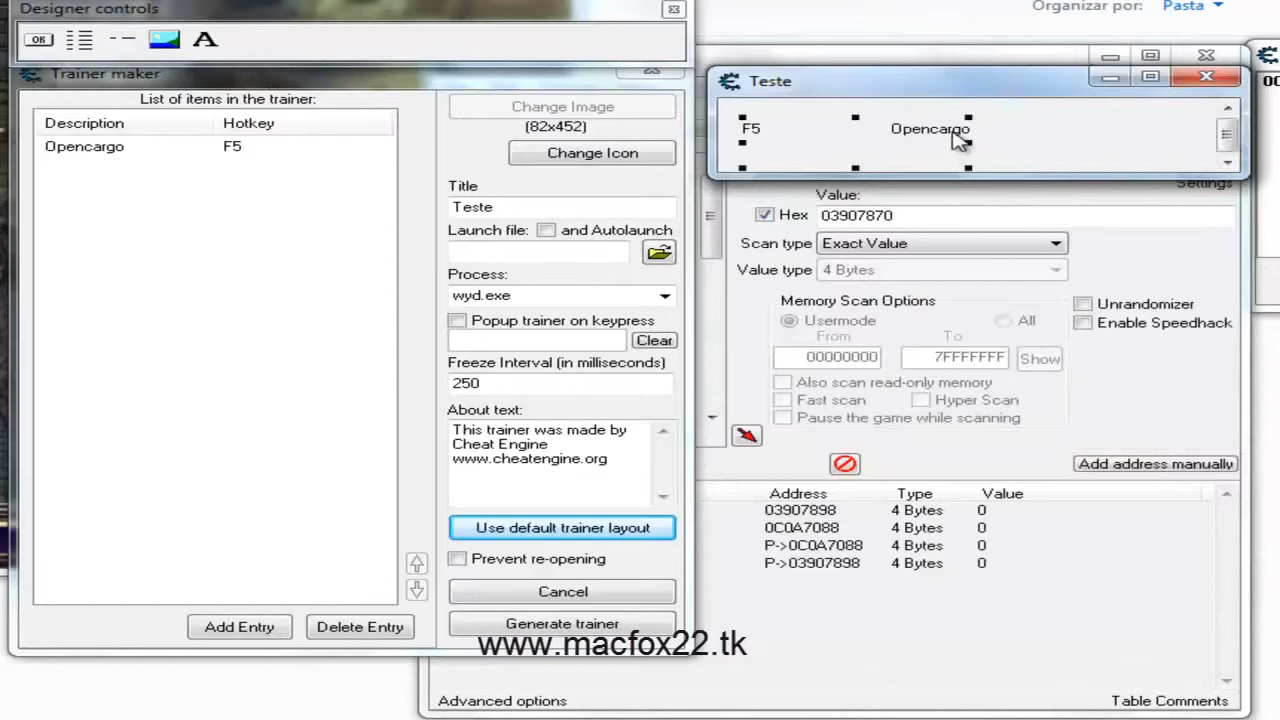 Designer controls
Organizar por: Pasta
OK
A
Trainer maker
List of items in the trainer:
Description Hotkey
Opencargo F5
Change Image
(82x452)
Change Icon
Title
Teste
Launch file: and Autolaunch
Process:
wyd.exe
Popup trainer on keypress
Clear
Freeze Interval (in milliseconds)
250
About text:
This trainer was made by
Cheat Engine
www.cheatengine.org
Use default trainer layout
Prevent re-opening
Cancel
Generate trainer
Add Entry Delete Entry
Teste
F5 Opencargo
Settings
Value:
Hex 03907870
Scan type Exact Value
Value type 4 Bytes
Memory Scan Options
Usermode All
From To
00000000 7FFFFFFF Show
Also scan read-only memory
Fast scan Hyper Scan
Pause the game while scanning
Unrandomizer
Enable Speedhack
Add address manually
Address Type Value
03907898 4 Bytes 0
0C0A7088 4 Bytes 0
P->0C0A7088 4 Bytes 0
P->03907898 4 Bytes 0
www.macfox22.tk
Advanced options Table Comments